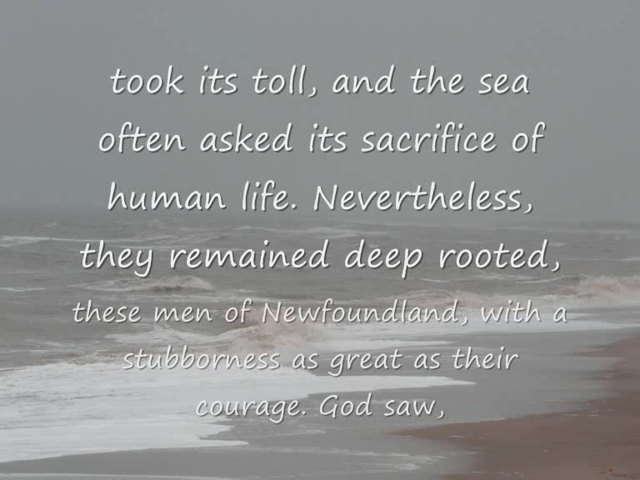 took its toll, and the sea
often asked its sacrifice of
human life. Nevertheless,
they remained deep rooted,
these men of Newfoundland, with a
stubborness as great as their
courage. God saw,